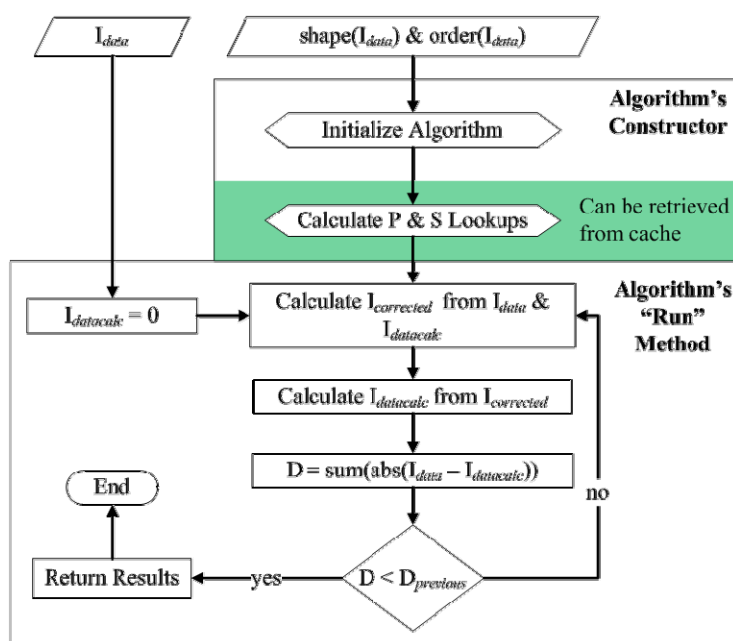 I_data
shape(I_data) & order(I_data)
Algorithm's
Constructor
Initialize Algorithm
Calculate P & S Lookups
Can be retrieved
from cache
I_datacalc = 0
Calculate I_corrected from I_data &
I_datacalc
Algorithm's
"Run"
Method
Calculate I_datacalc from I_corrected
D = sum(abs(I_data – I_datacalc))
End
no
Return Results
yes
D < D_previous